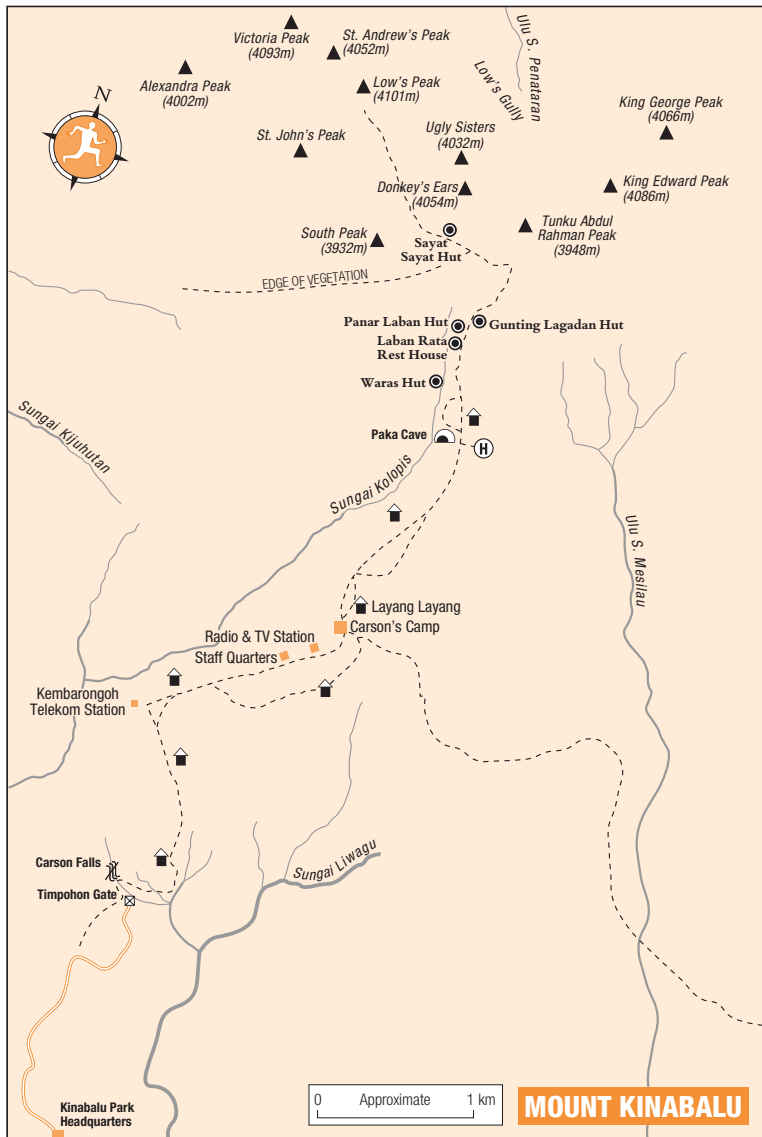 Victoria Peak
(4093m)
St. Andrew's Peak
(4052m)
Ulu S. Penataran
Alexandra Peak
(4002m)
Low's Peak
(4101m)
Low's Gully
King George Peak
(4066m)
N
St. John's Peak
Ugly Sisters
(4032m)
Donkey's Ears
(4054m)
King Edward Peak
(4086m)
South Peak
(3932m)
Sayat
Sayat Hut
Tunku Abdul
Rahman Peak
(3948m)
EDGE OF VEGETATION
Panar Laban Hut
Gunting Lagadan Hut
Laban Rata
Rest House
Waras Hut
Sungai Kijuhutan
Paka Cave
H
Sungai Kolopis
Ulu S. Mesilau
Layang Layang
Carson's Camp
Radio & TV Station
Staff Quarters
Kembarongoh
Telekom Station
Carson Falls
Sungai Liwagu
Timpohon Gate
0 Approximate 1 km
MOUNT KINABALU
Kinabalu Park
Headquarters